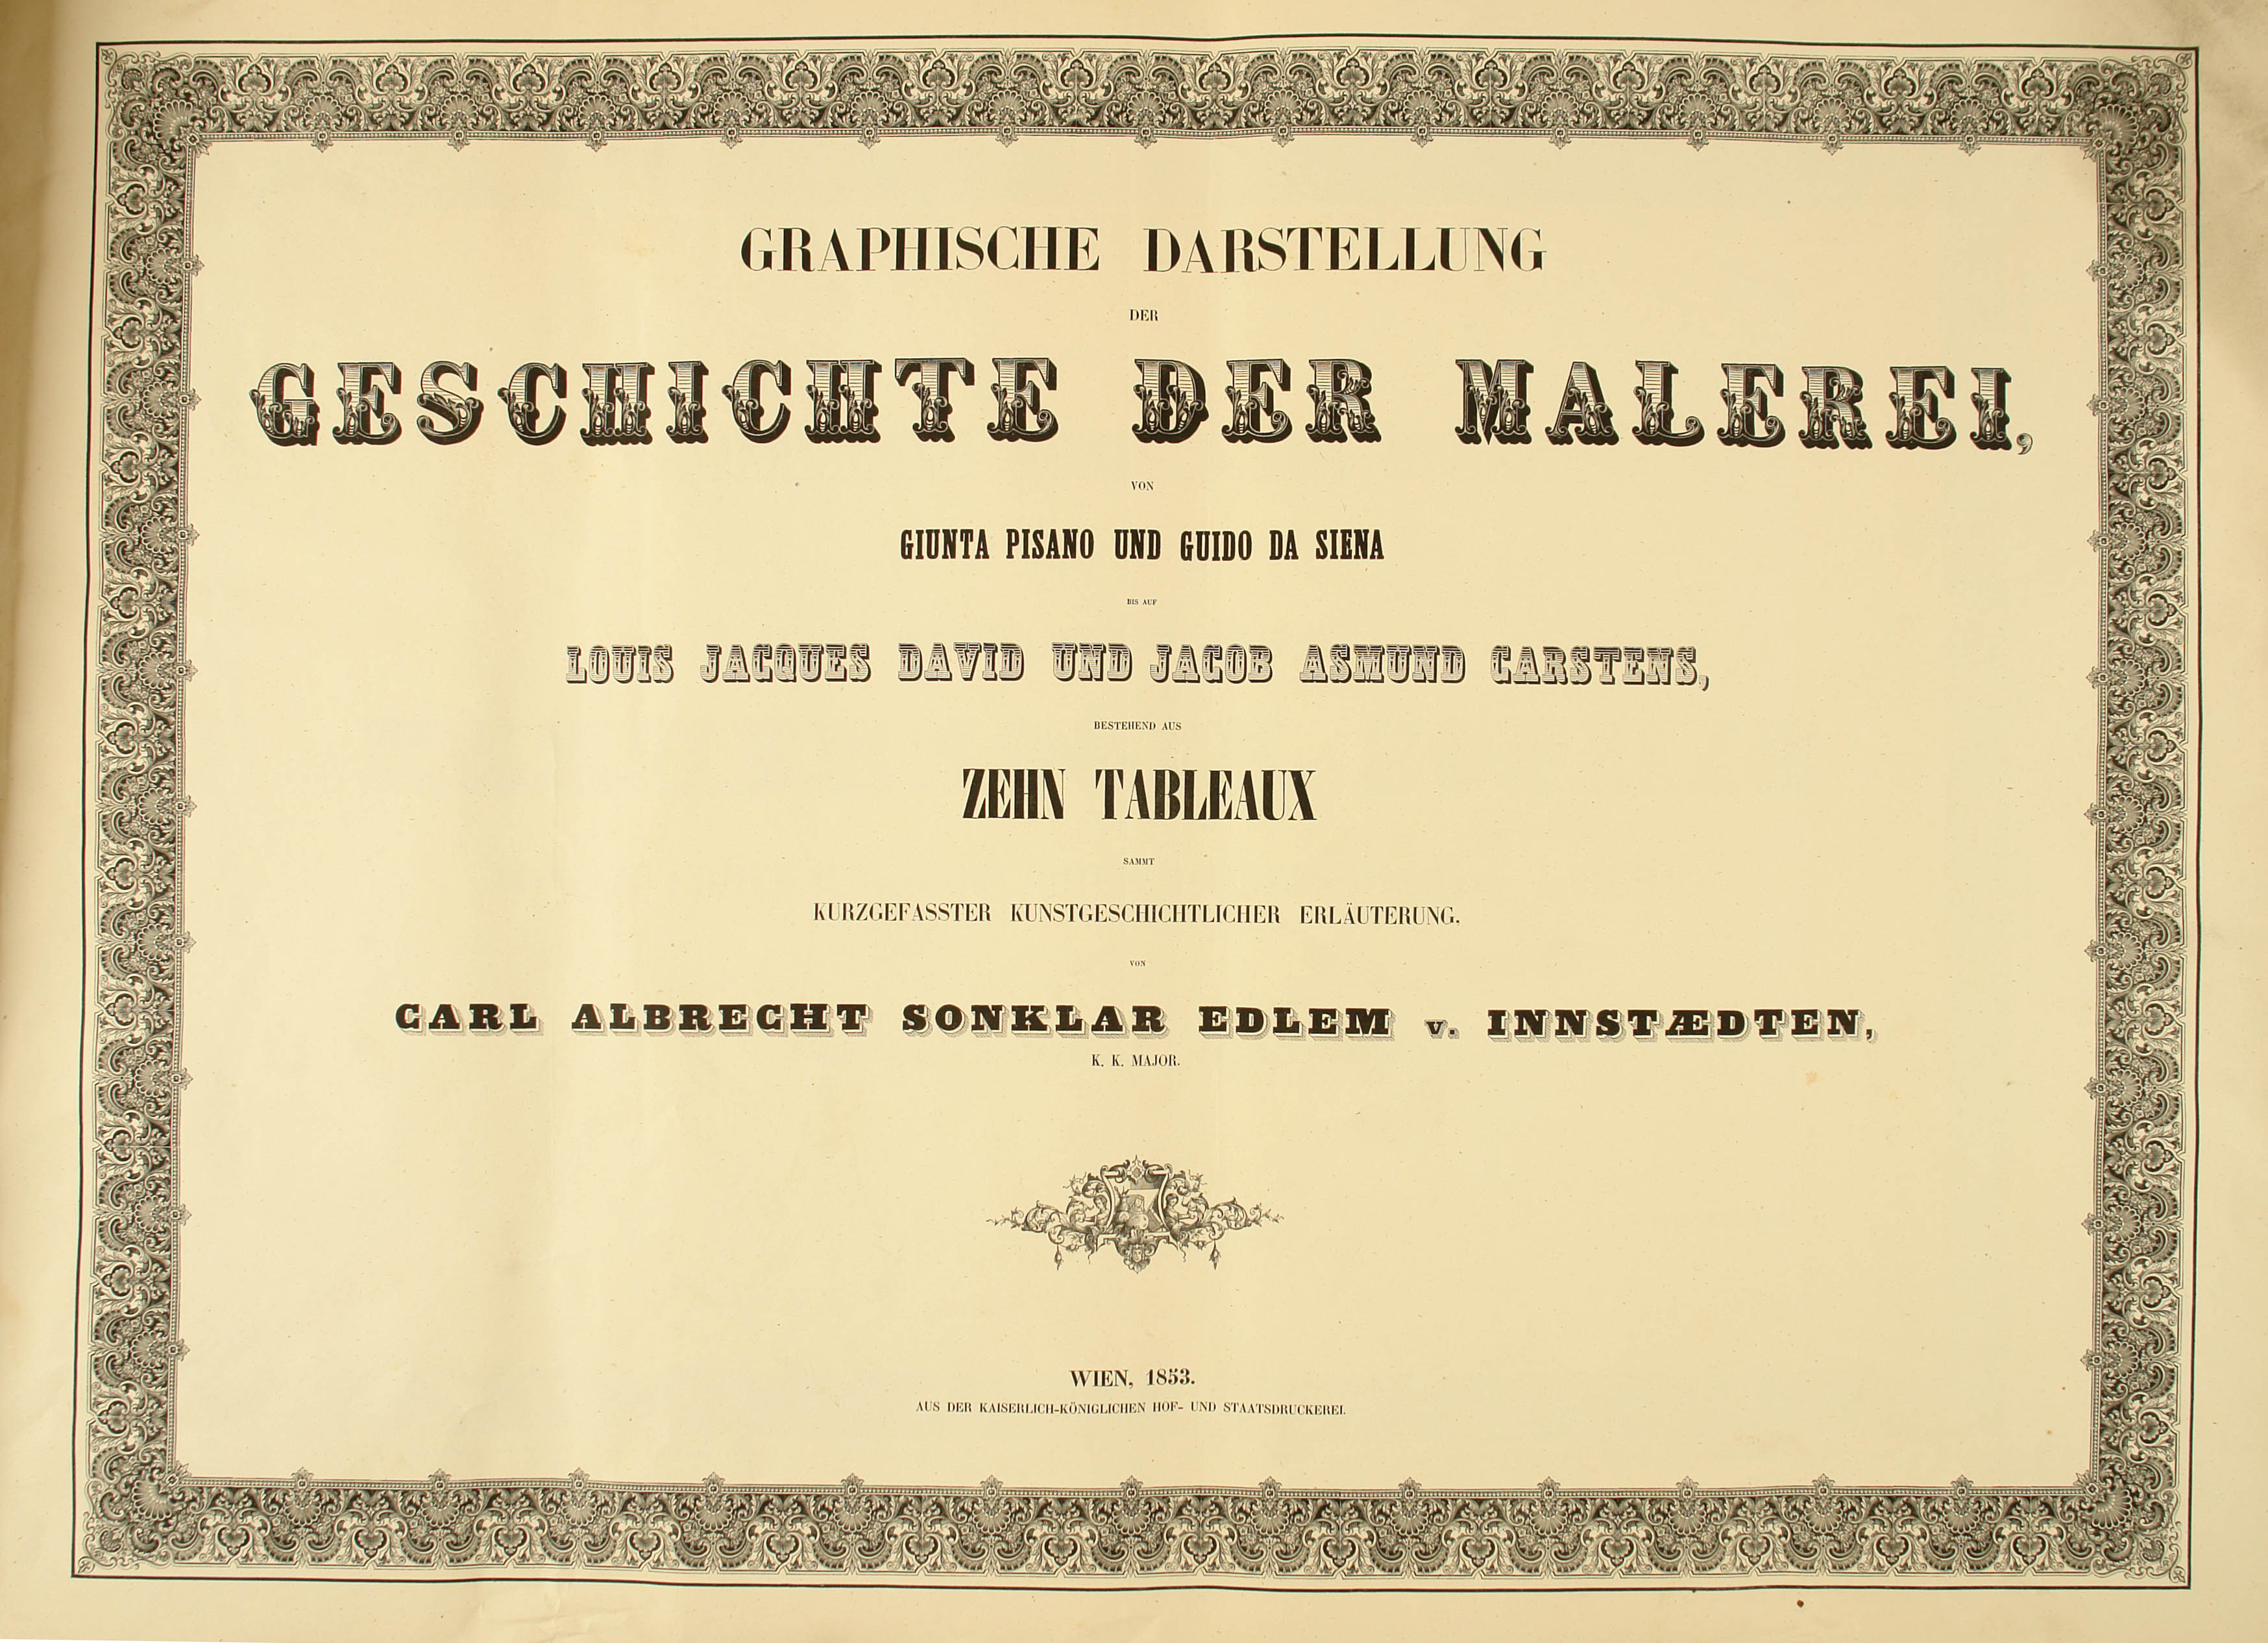 GRAPHISCHE DARSTELLUNG
DER
GESCHICHTE DER MALEREI,
VON
GIUNTA PISANO UND GUIDO DA SIENA
BIS AUF
LOUIS JACQUES DAVID UND JACOB ASMUND CARSTENS,
BESTEHEND AUS
ZEHN TABLEAUX
SAMMT
KURZGEFASSTER KUNSTGESCHICHTLICHER ERLÄUTERUNG.
VON
CARL ALBRECHT SONKLAR EDLEM v. INNSTÆDTEN,
K. K. MAJOR.
WIEN, 1853.
AUS DER KAISERLICH-KÖNIGLICHEN HOF- UND STAATSDRUCKEREI.